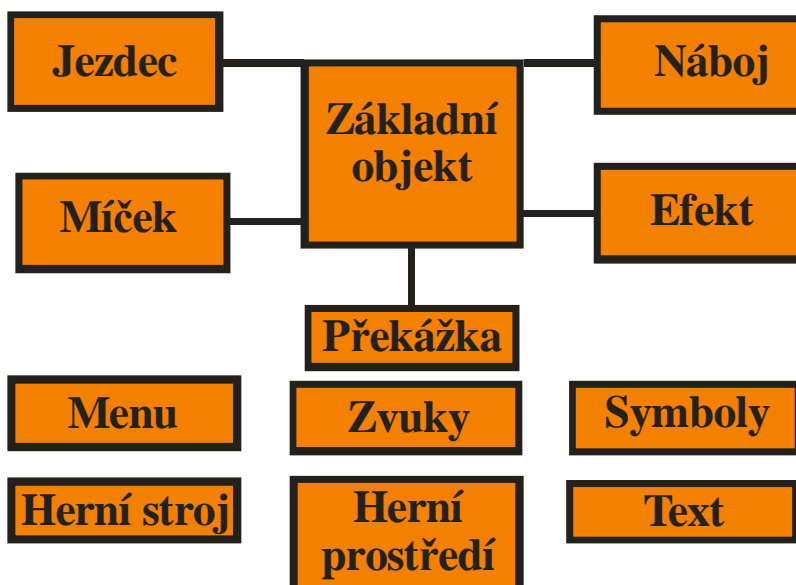 Jezdec
Náboj
Základní
objekt
Míček
Efekt
Překážka
Menu
Zvuky
Symboly
Herní stroj
Herní
prostředí
Text